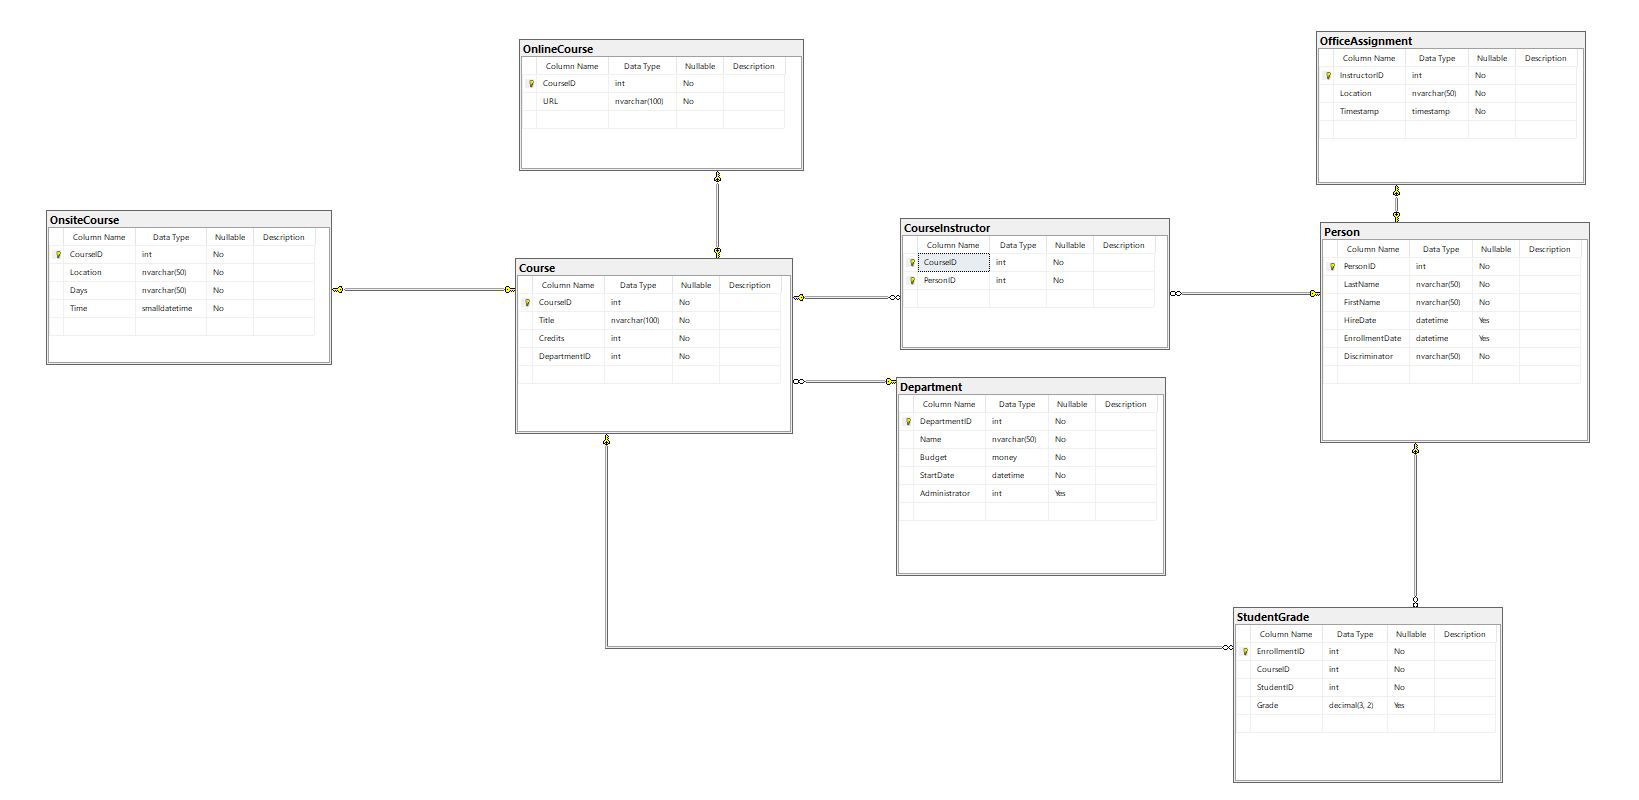 OnlineCourse
Column Name Data Type Nullable Description
CourseID int No
URL nvarchar(100) No
OfficeAssignment
Column Name Data Type Nullable Description
InstructorID int No
Location nvarchar(50) No
Timestamp timestamp No
OnsiteCourse
Column Name Data Type Nullable Description
CourseID int No
Location nvarchar(50) No
Days nvarchar(50) No
Time smalldatetime No
Course
Column Name Data Type Nullable Description
CourseID int No
Title nvarchar(100) No
Credits int No
DepartmentID int No
CourseInstructor
Column Name Data Type Nullable Description
CourseID int No
PersonID int No
Person
Column Name Data Type Nullable Description
PersonID int No
LastName nvarchar(50) No
FirstName nvarchar(50) No
HireDate datetime Yes
EnrollmentDate datetime Yes
Discriminator nvarchar(50) No
Department
Column Name Data Type Nullable Description
DepartmentID int No
Name nvarchar(50) No
Budget money No
StartDate datetime No
Administrator int Yes
StudentGrade
Column Name Data Type Nullable Description
EnrollmentID int No
CourseID int No
StudentID int No
Grade decimal(3, 2) Yes